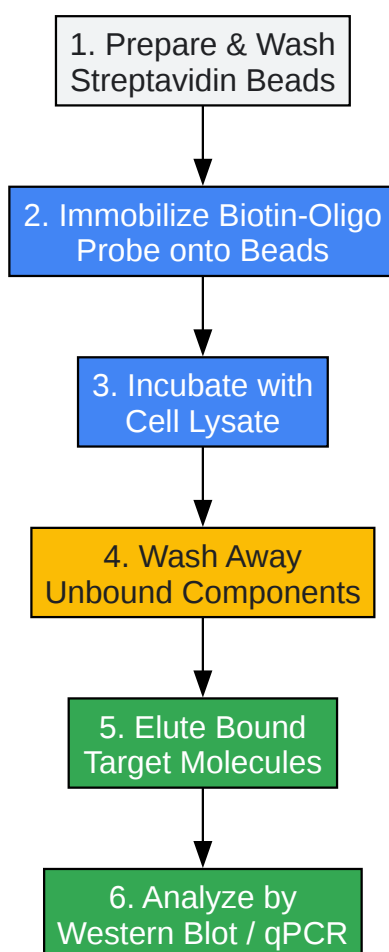 1. Prepare & Wash
Streptavidin Beads
2. Immobilize Biotin-Oligo
Probe onto Beads
3. Incubate with
Cell Lysate
4. Wash Away
Unbound Components
5. Elute Bound
Target Molecules
6. Analyze by
Western Blot / qPCR